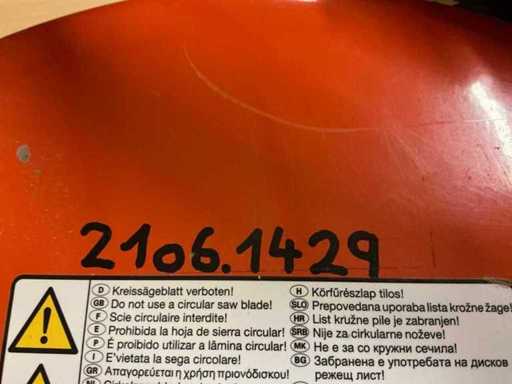 2106.1429
D Kreissägeblatt verboten!
GB Do not use a circular saw blade!
F Scie circulaire interdite!
E Prohibida la hoja de sierra circular!
P É proibido utilizar a lâmina circular!
I E'vietata la sega circolare!
GR Απαγορεύεται η χρήση πριονόδισκου!
NL
H Körfűrészlap tilos!
SLO Prepovedana uporaba lista krožne žage!
HR List kružne pile je zabranjen!
SRB Nije za cirkularne noževe!
MK Не е за со кружни сечила!
BG Забранена е употребата на дисков
режещ лист!